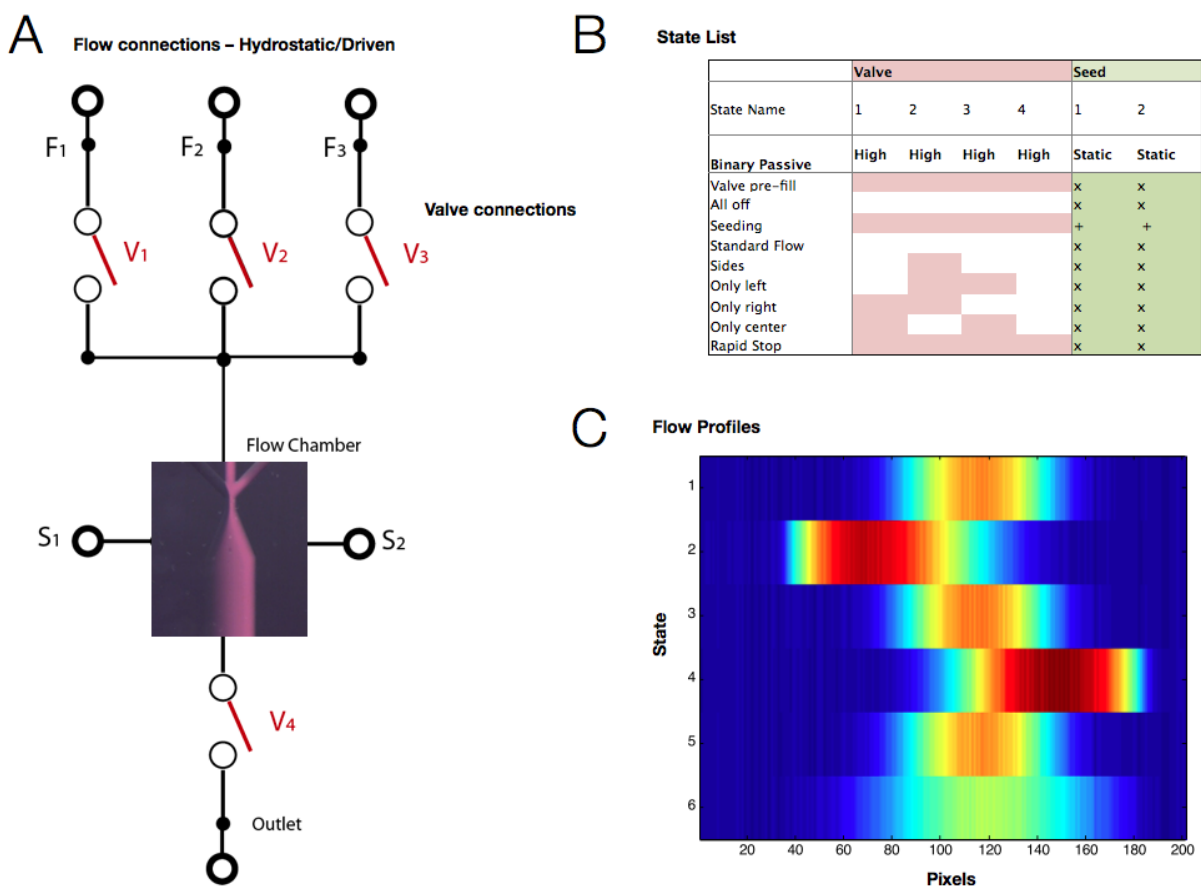 A
Flow connections – Hydrostatic/Driven
F1
F2
F3
Valve connections
V1
V2
V3
Flow Chamber
S1
S2
V4
Outlet
B
State List
Valve Seed
State Name 1 2 3 4 1 2
Binary Passive High High High High Static Static
Valve pre-fill x x
All off x x
Seeding + +
Standard Flow x x
Sides x x
Only left x x
Only right x x
Only center x x
Rapid Stop x x
C
Flow Profiles
State
1
2
3
4
5
6
20 40 60 80 100 120 140 160 180 200
Pixels